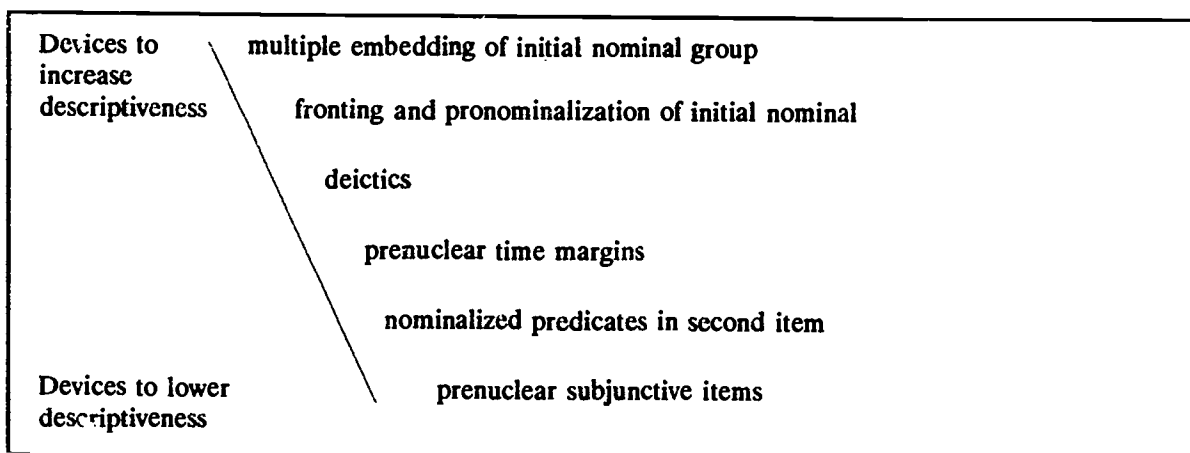 Devices to
increase
descriptiveness
multiple embedding of initial nominal group
fronting and pronominalization of initial nominal
deictics
prenuclear time margins
nominalized predicates in second item
Devices to lower
descriptiveness
prenuclear subjunctive items